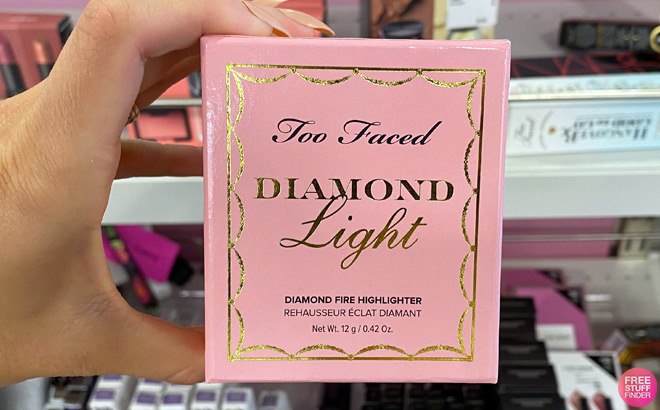 Too Faced
DIAMOND
Light
DIAMOND FIRE HIGHLIGHTER
REHAUSSEUR ÉCLAT DIAMANT
Net Wt. 12 g / 0.42 Oz.
FREE
STUFF
FINDER